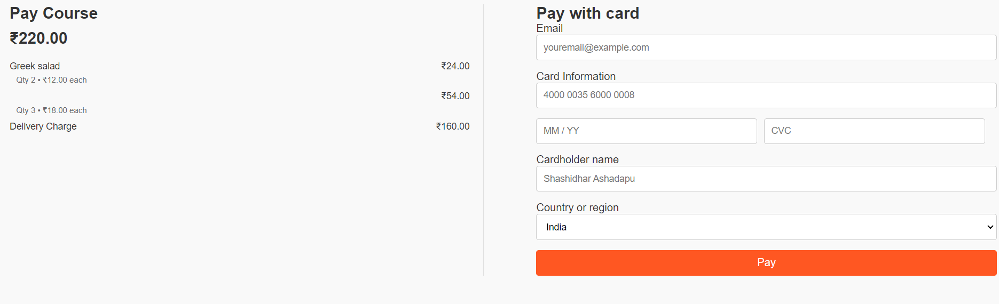 Pay Course
₹220.00
Greek salad ₹24.00
Qty 2 • ₹12.00 each
₹54.00
Qty 3 • ₹18.00 each
Delivery Charge ₹160.00
Pay with card
Email
youremail@example.com
Card Information
4000 0035 6000 0008
MM / YY CVC
Cardholder name
Shashidhar Ashadapu
Country or region
India
Pay